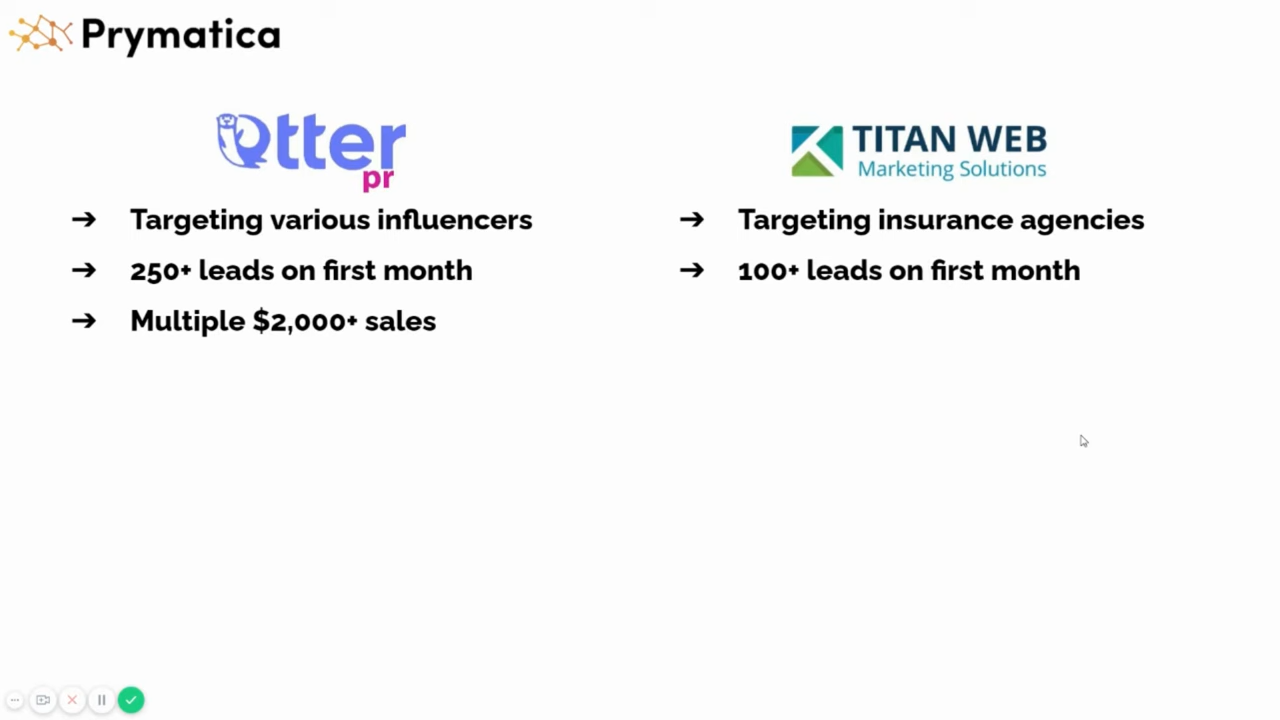 Prymatica
Otter
pr
➔ Targeting various influencers
➔ 250+ leads on first month
➔ Multiple $2,000+ sales
TITAN WEB
Marketing Solutions
➔ Targeting insurance agencies
➔ 100+ leads on first month